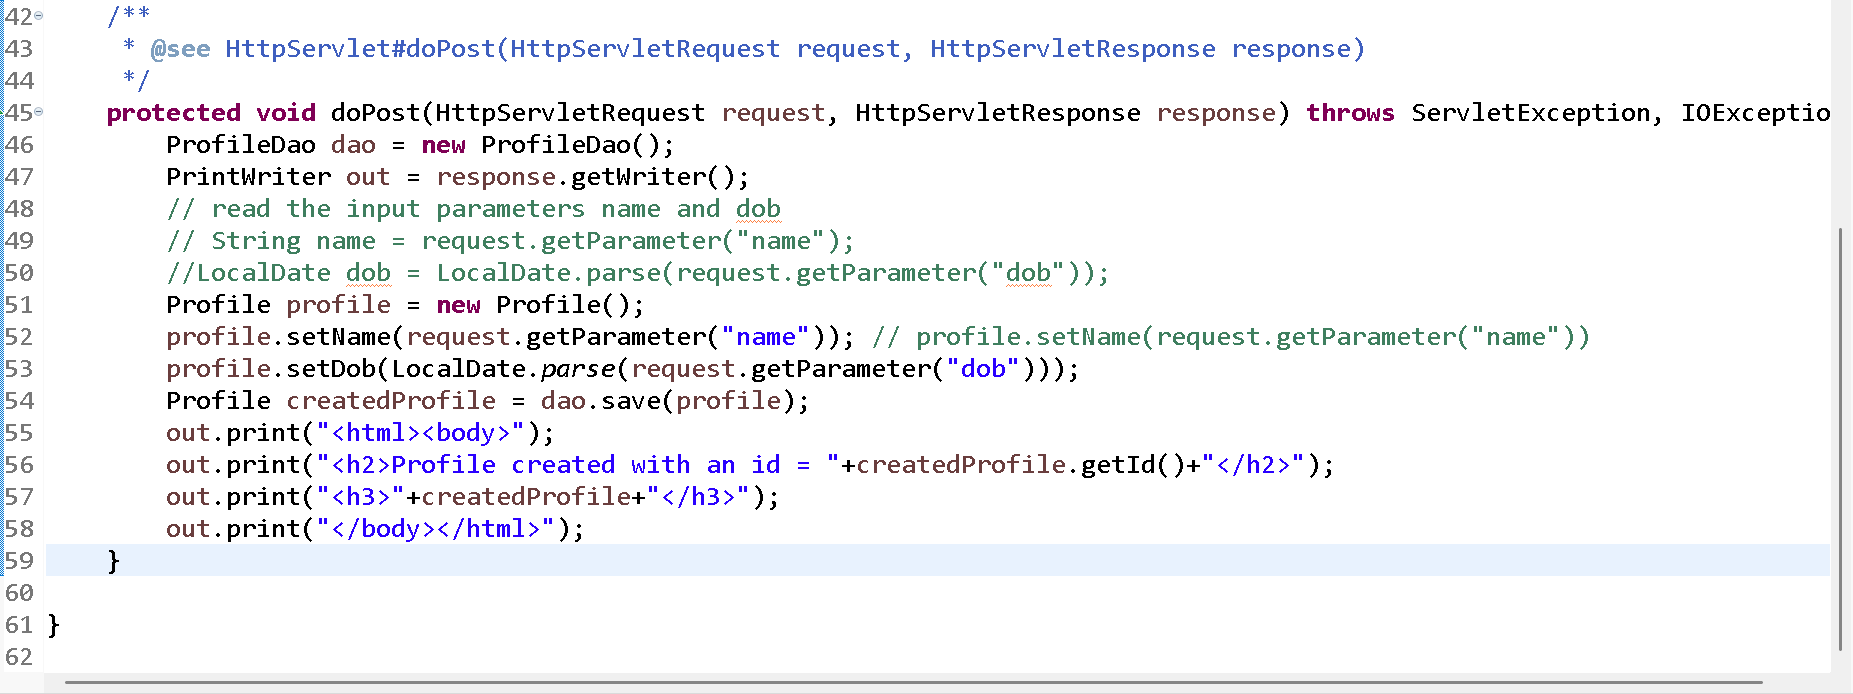 42 /**
43 * @see HttpServlet#doPost(HttpServletRequest request, HttpServletResponse response)
44 */
45 protected void doPost(HttpServletRequest request, HttpServletResponse response) throws ServletException, IOExceptio
46 ProfileDao dao = new ProfileDao();
47 PrintWriter out = response.getWriter();
48 // read the input parameters name and dob
49 // String name = request.getParameter("name");
50 //LocalDate dob = LocalDate.parse(request.getParameter("dob"));
51 Profile profile = new Profile();
52 profile.setName(request.getParameter("name")); // profile.setName(request.getParameter("name"))
53 profile.setDob(LocalDate.parse(request.getParameter("dob")));
54 Profile createdProfile = dao.save(profile);
55 out.print("<html><body>");
56 out.print("<h2>Profile created with an id = "+createdProfile.getId()+"</h2>");
57 out.print("<h3>"+createdProfile+"</h3>");
58 out.print("</body></html>");
59 }
60
61 }
62